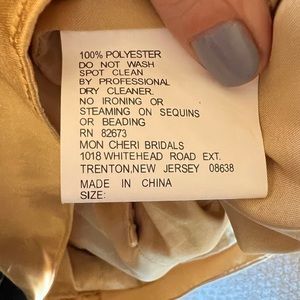 100% POLYESTER
DO NOT WASH
SPOT CLEAN
BY PROFESSIONAL
DRY CLEANER.
NO IRONING OR
STEAMING ON SEQUINS
OR BEADING
RN 82673
MON CHERI BRIDALS
1018 WHITEHEAD ROAD EXT.
TRENTON,NEW JERSEY 08638
MADE IN CHINA
SIZE: